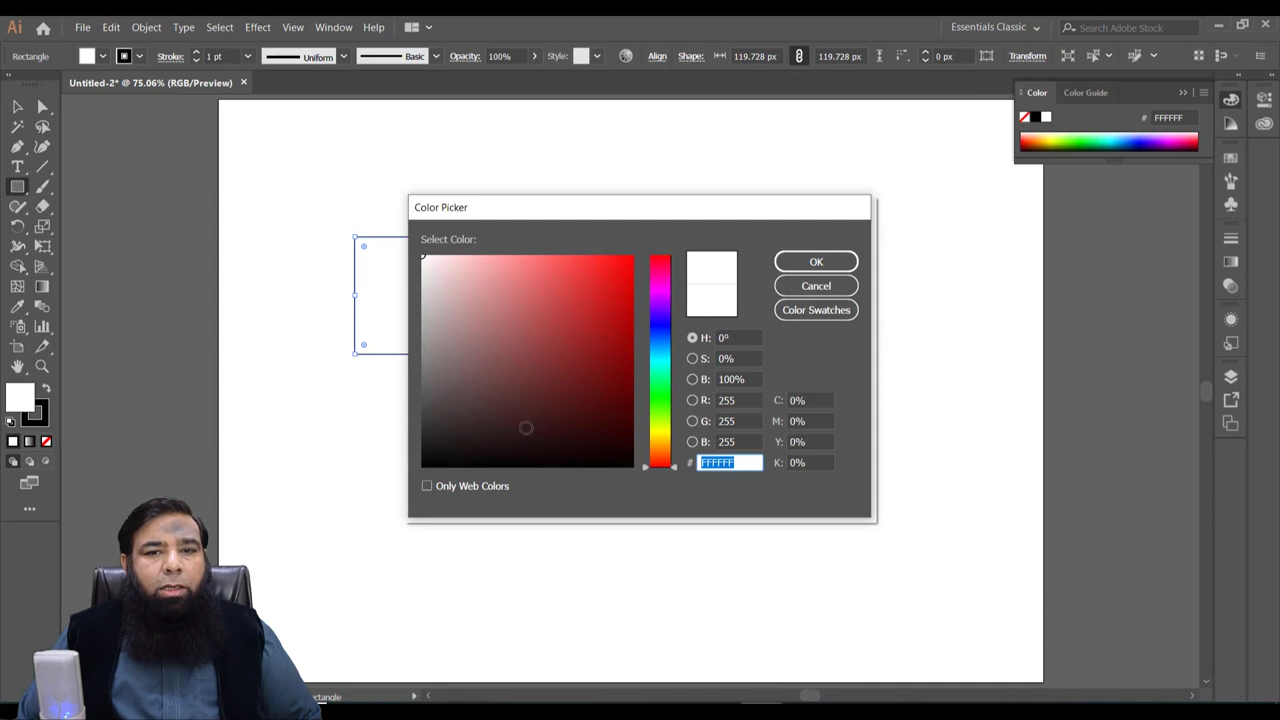 Ai File Edit Object Type Select Effect View Window Help Essentials Classic Search Adobe Stock
Rectangle Stroke: 1 pt Uniform Basic Opacity: 100% Style: Align Shape: 119.728 px 119.728 px 0 px Transform
Untitled-2* @ 75.06% (RGB/Preview)
Color Color Guide
# FFFFFF
Color Picker
Select Color:
OK
Cancel
Color Swatches
H: 0°
S: 0%
B: 100%
R: 255 C: 0%
G: 255 M: 0%
B: 255 Y: 0%
# FFFFFF K: 0%
Only Web Colors